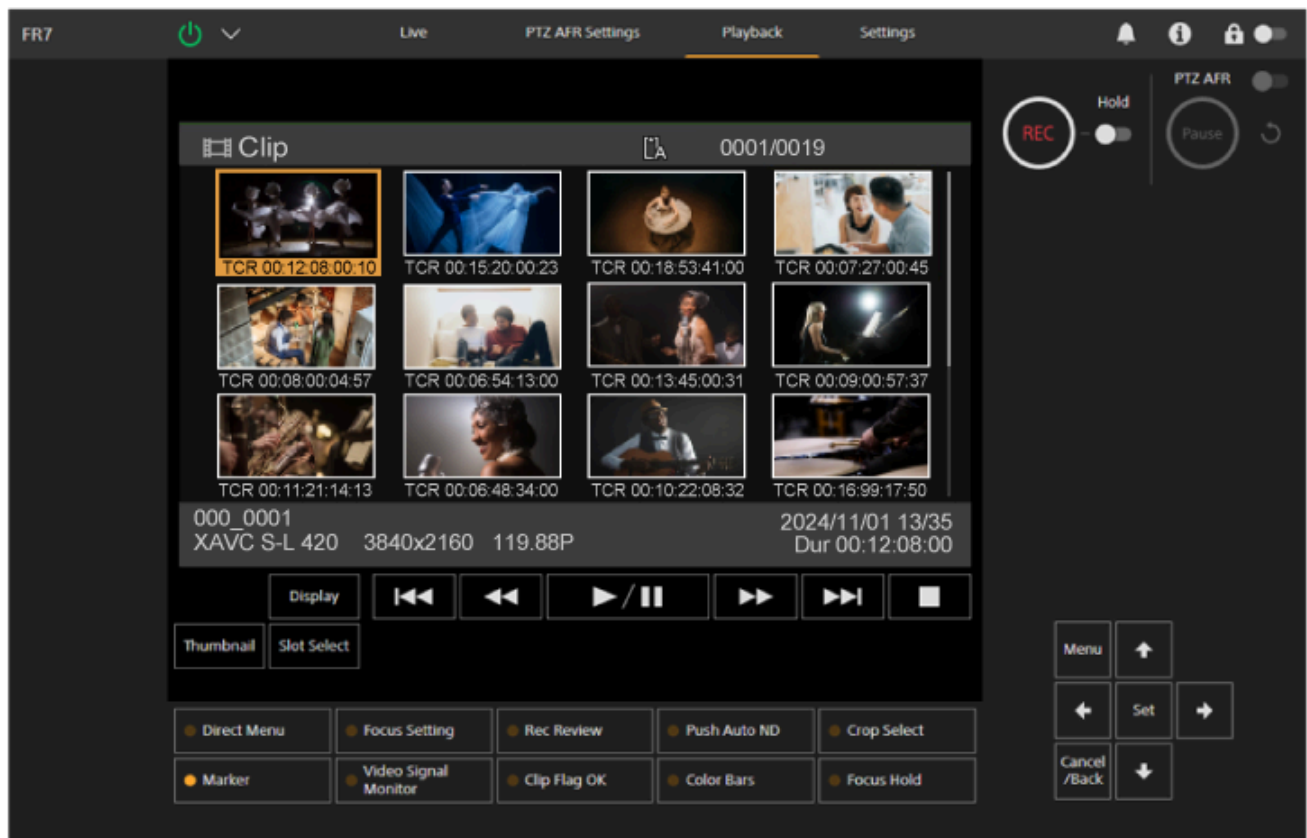 FR7
Live
PTZ AFR Settings
Playback
Settings
PTZ AFR
Hold
REC
Pause
Clip
A
0001/0019
TCR 00:12:08:00:10
TCR 00:15:20:00:23
TCR 00:18:53:41:00
TCR 00:07:27:00:45
TCR 00:08:00:04:57
TCR 00:06:54:13:00
TCR 00:13:45:00:31
TCR 00:09:00:57:37
TCR 00:11:21:14:13
TCR 00:06:48:34:00
TCR 00:10:22:08:32
TCR 00:16:99:17:50
000_0001
2024/11/01 13/35
XAVC S-L 420 3840x2160 119.88P
Dur 00:12:08:00
Display
Thumbnail
Slot Select
Menu
Set
Cancel
/Back
Direct Menu
Focus Setting
Rec Review
Push Auto ND
Crop Select
Marker
Video Signal
Monitor
Clip Flag OK
Color Bars
Focus Hold